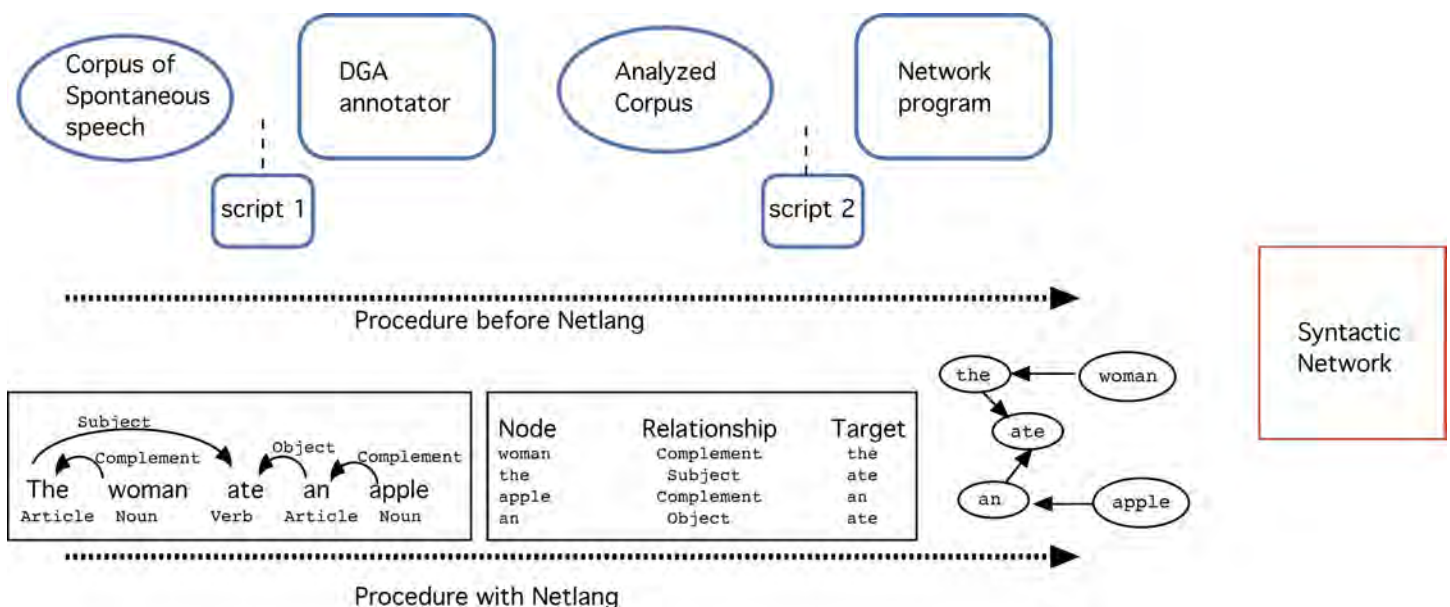 Corpus of
Spontaneous
speech
DGA
annotator
Analyzed
Corpus
Network
program
script 1
script 2
Procedure before Netlang
Syntactic
Network
Subject
Complement
Object
Complement
The woman ate an apple
Article Noun Verb Article Noun
Node Relationship Target
woman Complement the
the Subject ate
apple Complement an
an Object ate
the
woman
ate
an
apple
Procedure with Netlang